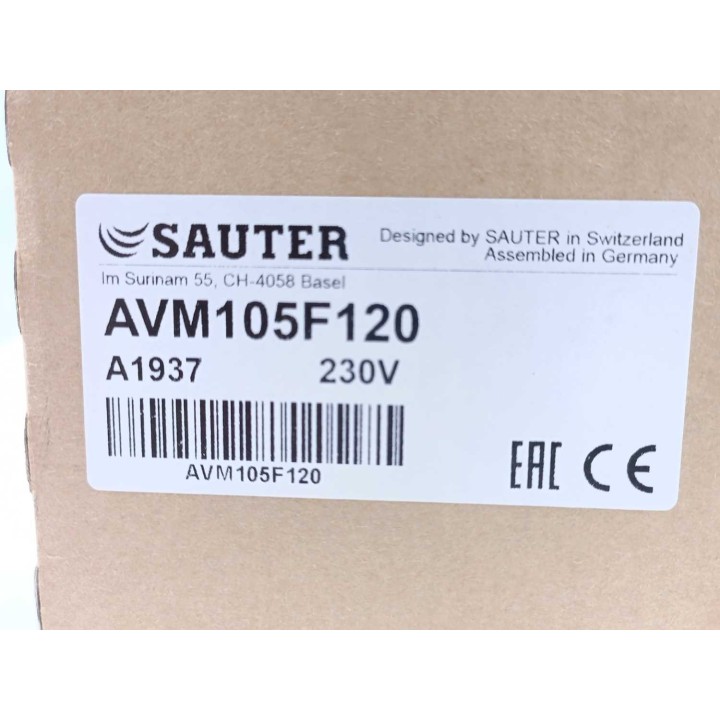 SAUTER
Designed by SAUTER in Switzerland
Assembled in Germany
Im Surinam 55, CH-4058 Basel
AVM105F120
A1937 230V
AVM105F120
EAC CE